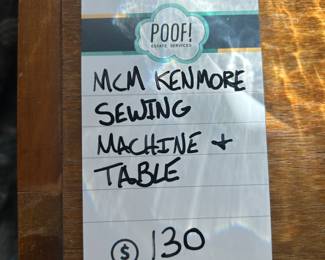 POOF!
ESTATE SERVICES
MCM KENMORE
SEWING
MACHINE +
TABLE
$ 130